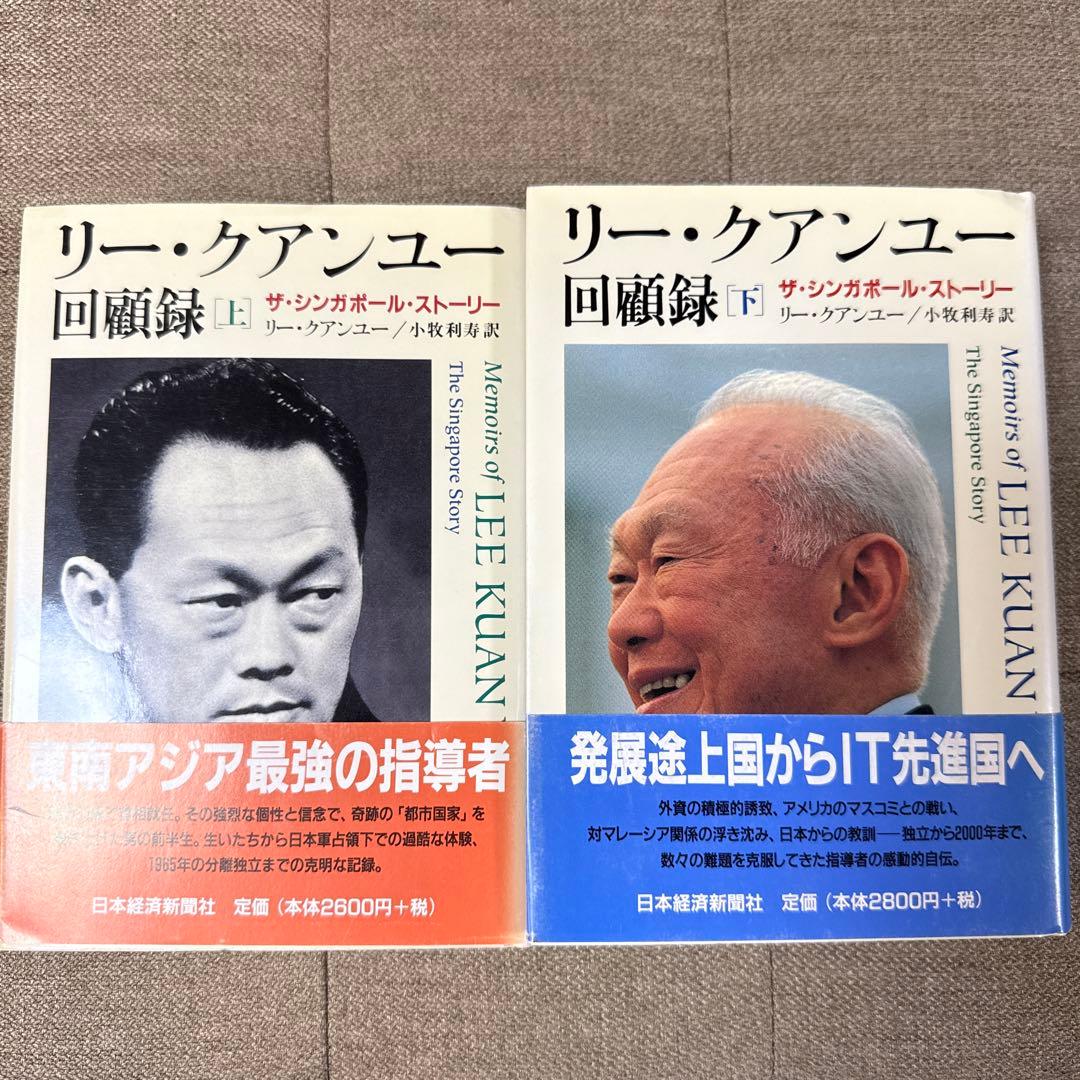 リー・クアンユー
回顧録[上]
ザ・シンガポール・ストーリー
リー・クアンユー/小牧利寿訳
Memoirs of LEE KUAN
The Singapore Story
東南アジア最強の指導者
首相就任。その強烈な個性と信念で、奇跡の「都市国家」を
の前半生。生いたちから日本軍占領下での過酷な体験、
1965年の分離独立までの克明な記録。
日本経済新聞社 定価(本体2600円+税)
リー・クアンユー
回顧録[下]
ザ・シンガポール・ストーリー
リー・クアンユー/小牧利寿訳
Memoirs of LEE KUAN
The Singapore Story
発展途上国からIT先進国へ
外資の積極的誘致、アメリカのマスコミとの戦い、
対マレーシア関係の浮き沈み、日本からの教訓──独立から2000年まで、
数々の難題を克服してきた指導者の感動的自伝。
日本経済新聞社 定価(本体2800円+税)